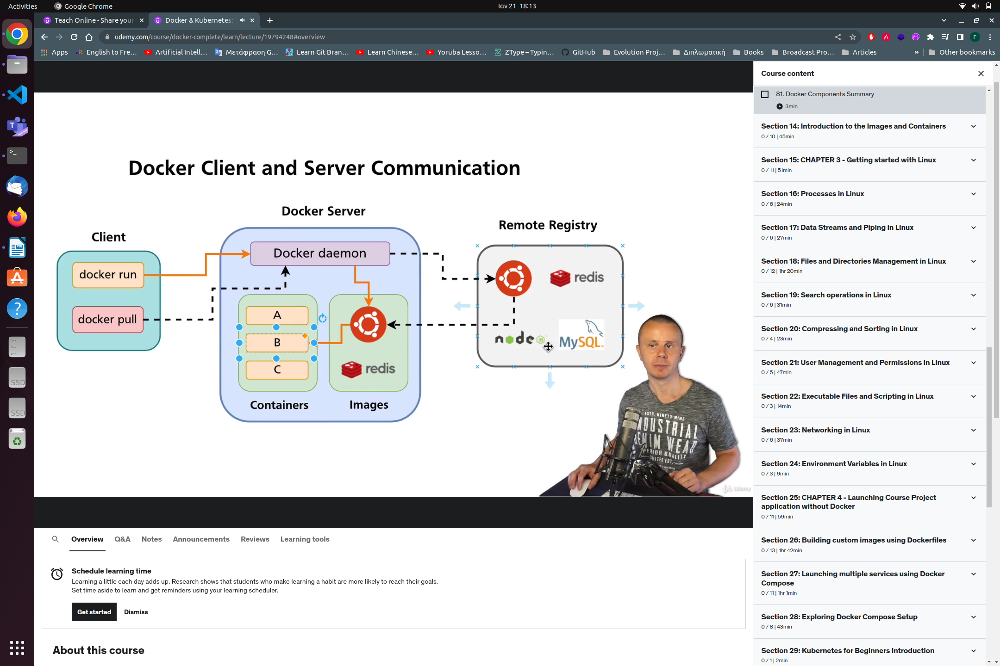 Activities
Google Chrome
Ιαν 21 18:13
Teach Online - Share your
Docker & Kubernetes:
udemy.com/course/docker-complete/learn/lecture/19794248#overview
Apps
English to Fre...
Artificial Intell...
Μετάφραση G...
Learn Git Bran...
Learn Chinese...
Yoruba Lesso...
ZType – Typin...
GitHub
Evolution Proj...
Διπλωματική
Books
Broadcast Pro...
Articles
»
Other bookmarks
Docker Client and Server Communication
Docker Server
Remote Registry
Client
Docker daemon
docker run
docker pull
A
B
C
redis
Containers
Images
redis
node
MySQL
ESTD. NINETY NINE
INDUSTRIAL
DENIM WEAR
SUPERIOR QUALITY
LIMITED EDT.
Udemy
Course content
81. Docker Components Summary
3min
Section 14: Introduction to the Images and Containers
0 / 10 | 45min
Section 15: CHAPTER 3 - Getting started with Linux
0 / 11 | 51min
Section 16: Processes in Linux
0 / 6 | 24min
Section 17: Data Streams and Piping in Linux
0 / 6 | 27min
Section 18: Files and Directories Management in Linux
0 / 12 | 1hr 20min
Section 19: Search operations in Linux
0 / 6 | 31min
Section 20: Compressing and Sorting in Linux
0 / 4 | 23min
Section 21: User Management and Permissions in Linux
0 / 5 | 47min
Section 22: Executable Files and Scripting in Linux
0 / 3 | 14min
Section 23: Networking in Linux
0 / 6 | 37min
Section 24: Environment Variables in Linux
0 / 3 | 9min
Section 25: CHAPTER 4 - Launching Course Project
application without Docker
0 / 11 | 59min
Section 26: Building custom images using Dockerfiles
0 / 13 | 1hr 42min
Section 27: Launching multiple services using Docker
Compose
0 / 11 | 1hr 1min
Section 28: Exploring Docker Compose Setup
0 / 8 | 43min
Section 29: Kubernetes for Beginners Introduction
0 / 1 | 2min
Overview
Q&A
Notes
Announcements
Reviews
Learning tools
Schedule learning time
Learning a little each day adds up. Research shows that students who make learning a habit are more likely to reach their goals.
Set time aside to learn and get reminders using your learning scheduler.
Get started
Dismiss
About this course
SSD
SSD